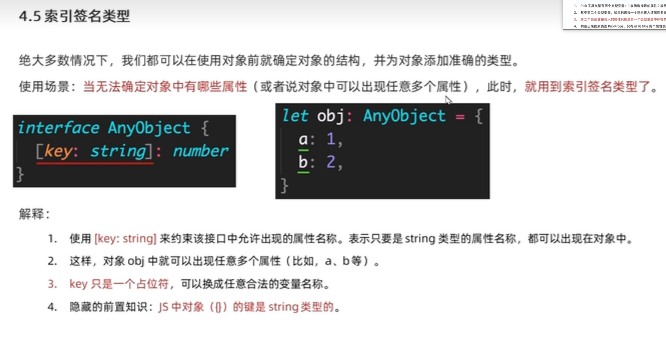 4.5 索引签名类型
绝大多数情况下，我们都可以在使用对象前就确定对象的结构，并为对象添加准确的类型。
使用场景：当无法确定对象中有哪些属性（或者说对象中可以出现任意多个属性），此时，就用到索引签名类型了。
interface AnyObject {
[key: string]: number
}
let obj: AnyObject = {
a: 1,
b: 2,
}
解释：
1. 使用 [key: string] 来约束该接口中允许出现的属性名称。表示只要是 string 类型的属性名称，都可以出现在对象中。
2. 这样，对象 obj 中就可以出现任意多个属性（比如，a、b 等）。
3. key 只是一个占位符，可以换成任意合法的变量名称。
4. 隐藏的前置知识：JS 中对象（{}）的键是 string 类型的。